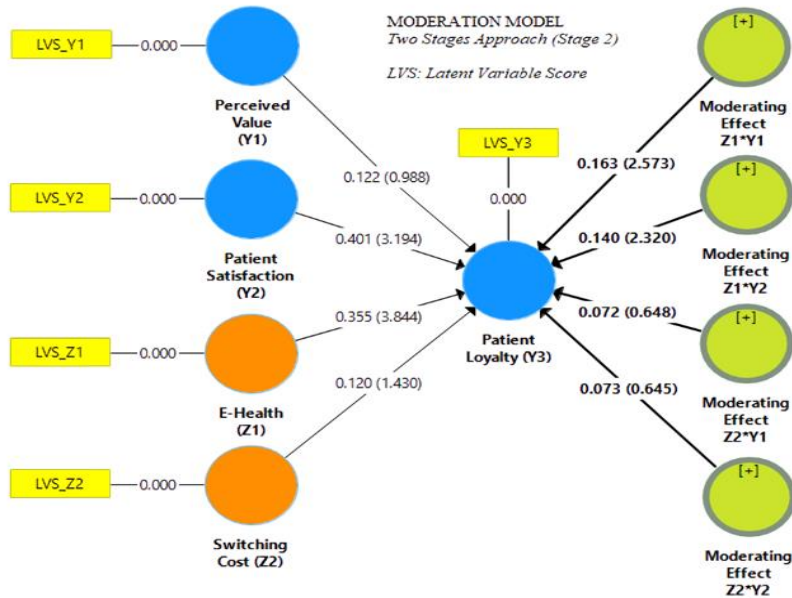 MODERATION MODEL
Two Stages Approach (Stage 2)
LVS: Latent Variable Score
LVS_Y1
0.000
Perceived
Value
(Y1)
0.122 (0.988)
LVS_Y2
0.000
Patient
Satisfaction
(Y2)
0.401 (3.194)
LVS_Z1
0.000
E-Health
(Z1)
0.355 (3.844)
LVS_Z2
0.000
Switching
Cost (Z2)
0.120 (1.430)
LVS_Y3
0.000
Patient
Loyalty (Y3)
[+]
Moderating
Effect
Z1*Y1
0.163 (2.573)
[+]
Moderating
Effect
Z1*Y2
0.140 (2.320)
[+]
Moderating
Effect
Z2*Y1
0.072 (0.648)
[+]
Moderating
Effect
Z2*Y2
0.073 (0.645)